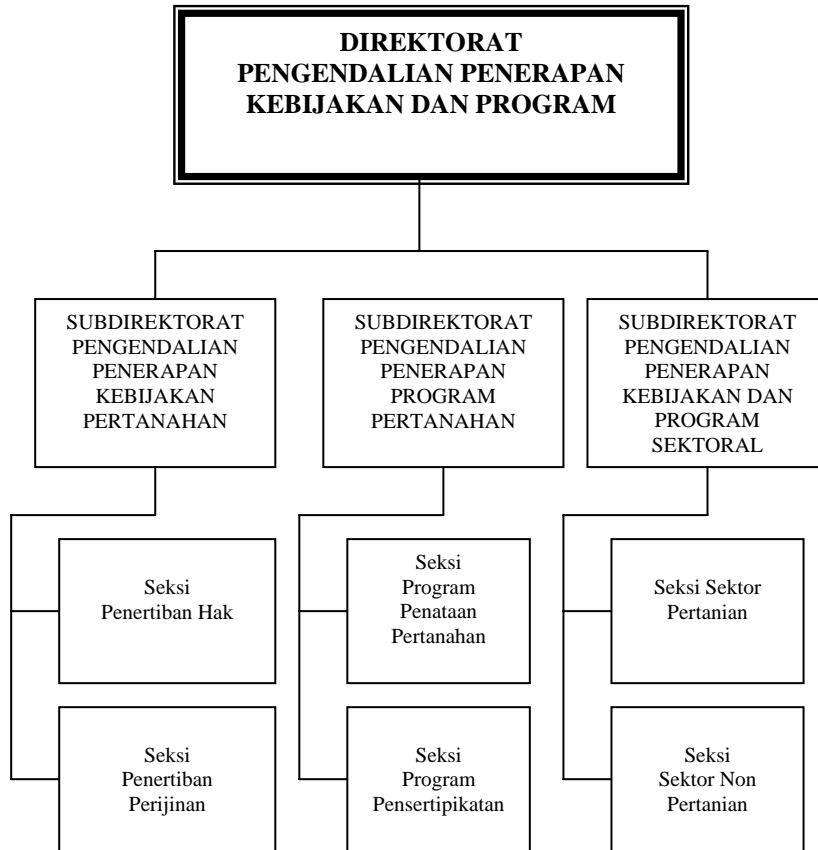 DIREKTORAT
PENGENDALIAN PENERAPAN
KEBIJAKAN DAN PROGRAM
SUBDIREKTORAT
PENGENDALIAN
PENERAPAN
KEBIJAKAN
PERTANAHAN
SUBDIREKTORAT
PENGENDALIAN
PENERAPAN
PROGRAM
PERTANAHAN
SUBDIREKTORAT
PENGENDALIAN
PENERAPAN
KEBIJAKAN DAN
PROGRAM
SEKTORAL
Seksi
Penertiban Hak
Seksi
Program
Penataan
Pertanahan
Seksi Sektor
Pertanian
Seksi
Penertiban
Perijinan
Seksi
Program
Pensertipikatan
Seksi
Sektor Non
Pertanian